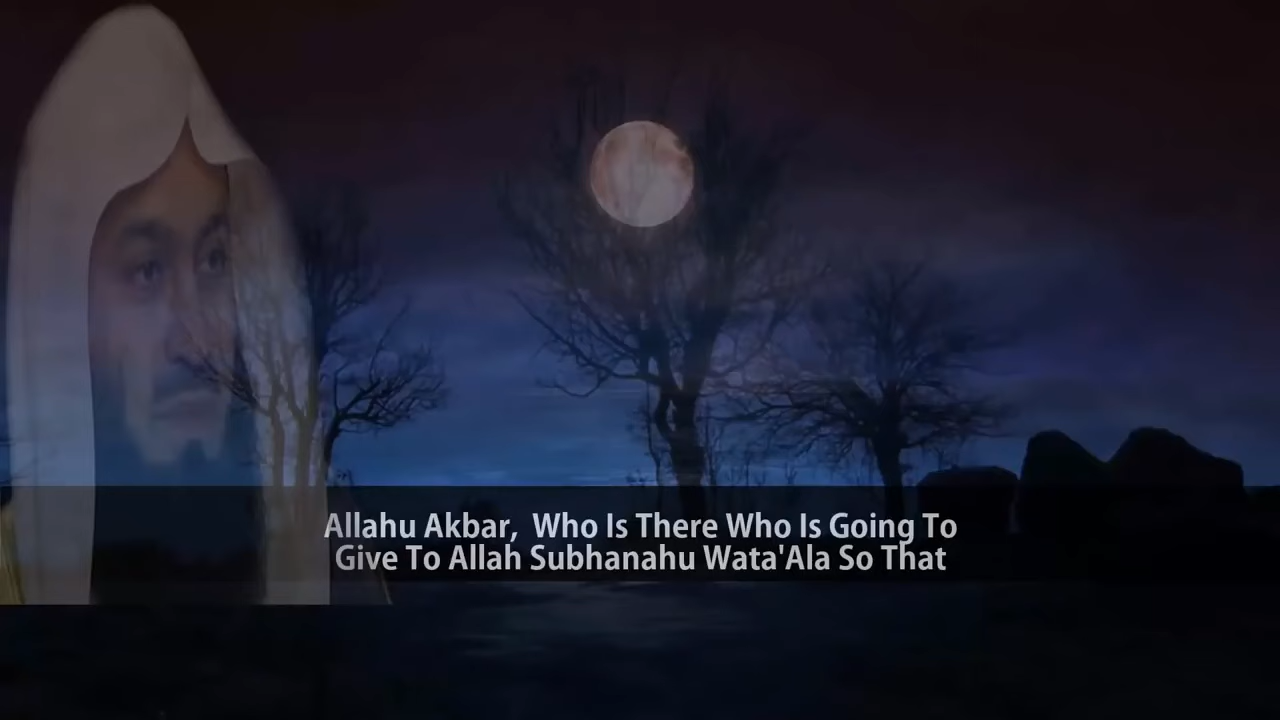 Allahu Akbar, Who Is There Who Is Going To
Give To Allah Subhanahu Wata'Ala So That